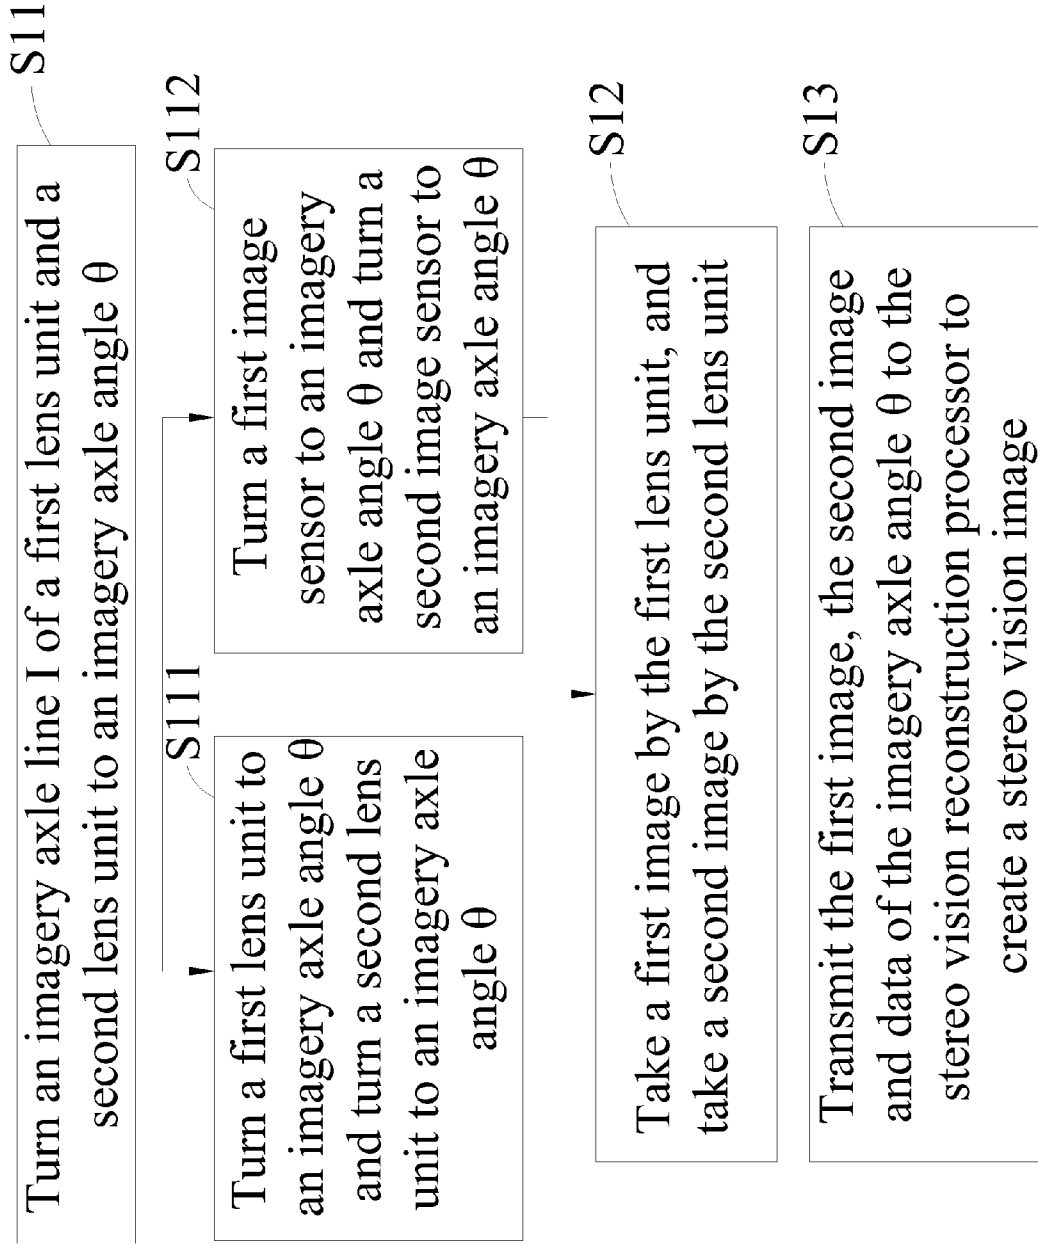 S11
Turn an imagery axle line I of a first lens unit and a
second lens unit to an imagery axle angle θ
S111
Turn a first lens unit to
an imagery axle angle θ
and turn a second lens
unit to an imagery axle
angle θ
S112
Turn a first image
sensor to an imagery
axle angle θ and turn a
second image sensor to
an imagery axle angle θ
S12
Take a first image by the first lens unit, and
take a second image by the second lens unit
S13
Transmit the first image, the second image
and data of the imagery axle angle θ to the
stereo vision reconstruction processor to
create a stereo vision image